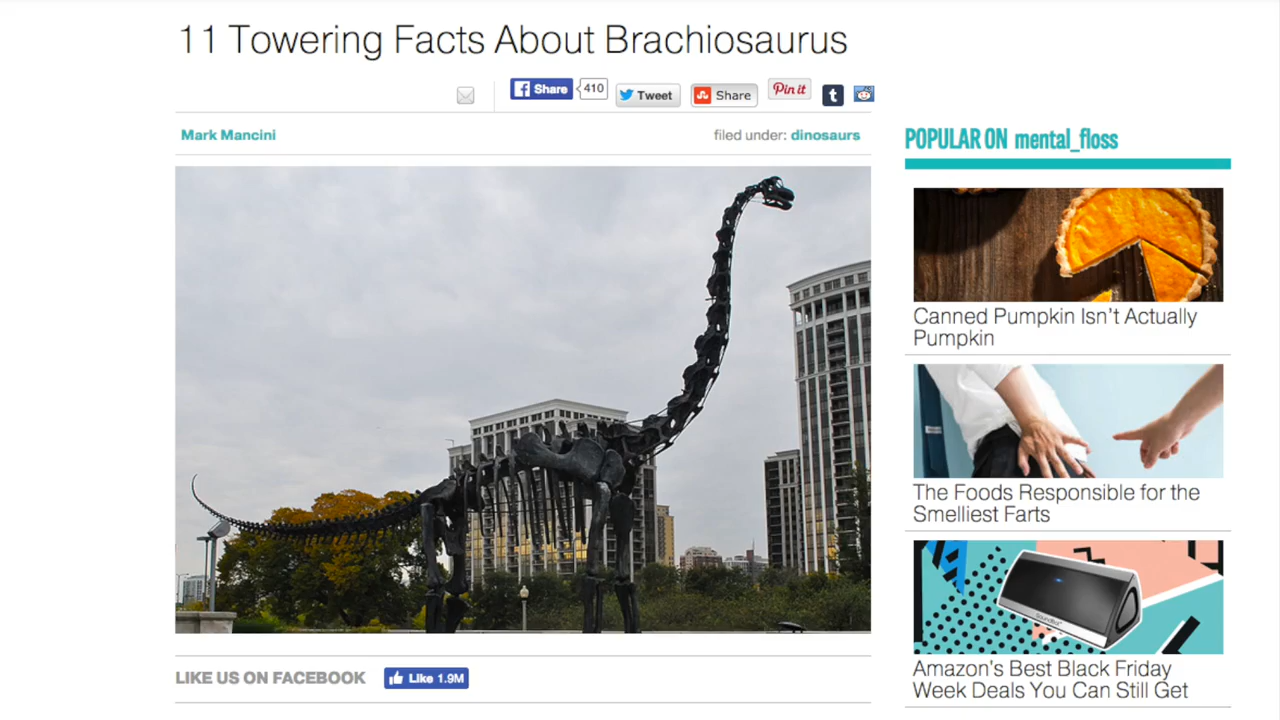 11 Towering Facts About Brachiosaurus
Share 410 Tweet Share Pin it t
Mark Mancini filed under: dinosaurs
POPULAR ON mental_floss
Canned Pumpkin Isn't Actually
Pumpkin
The Foods Responsible for the
Smelliest Farts
Amazon's Best Black Friday
Week Deals You Can Still Get
LIKE US ON FACEBOOK Like 1.9M